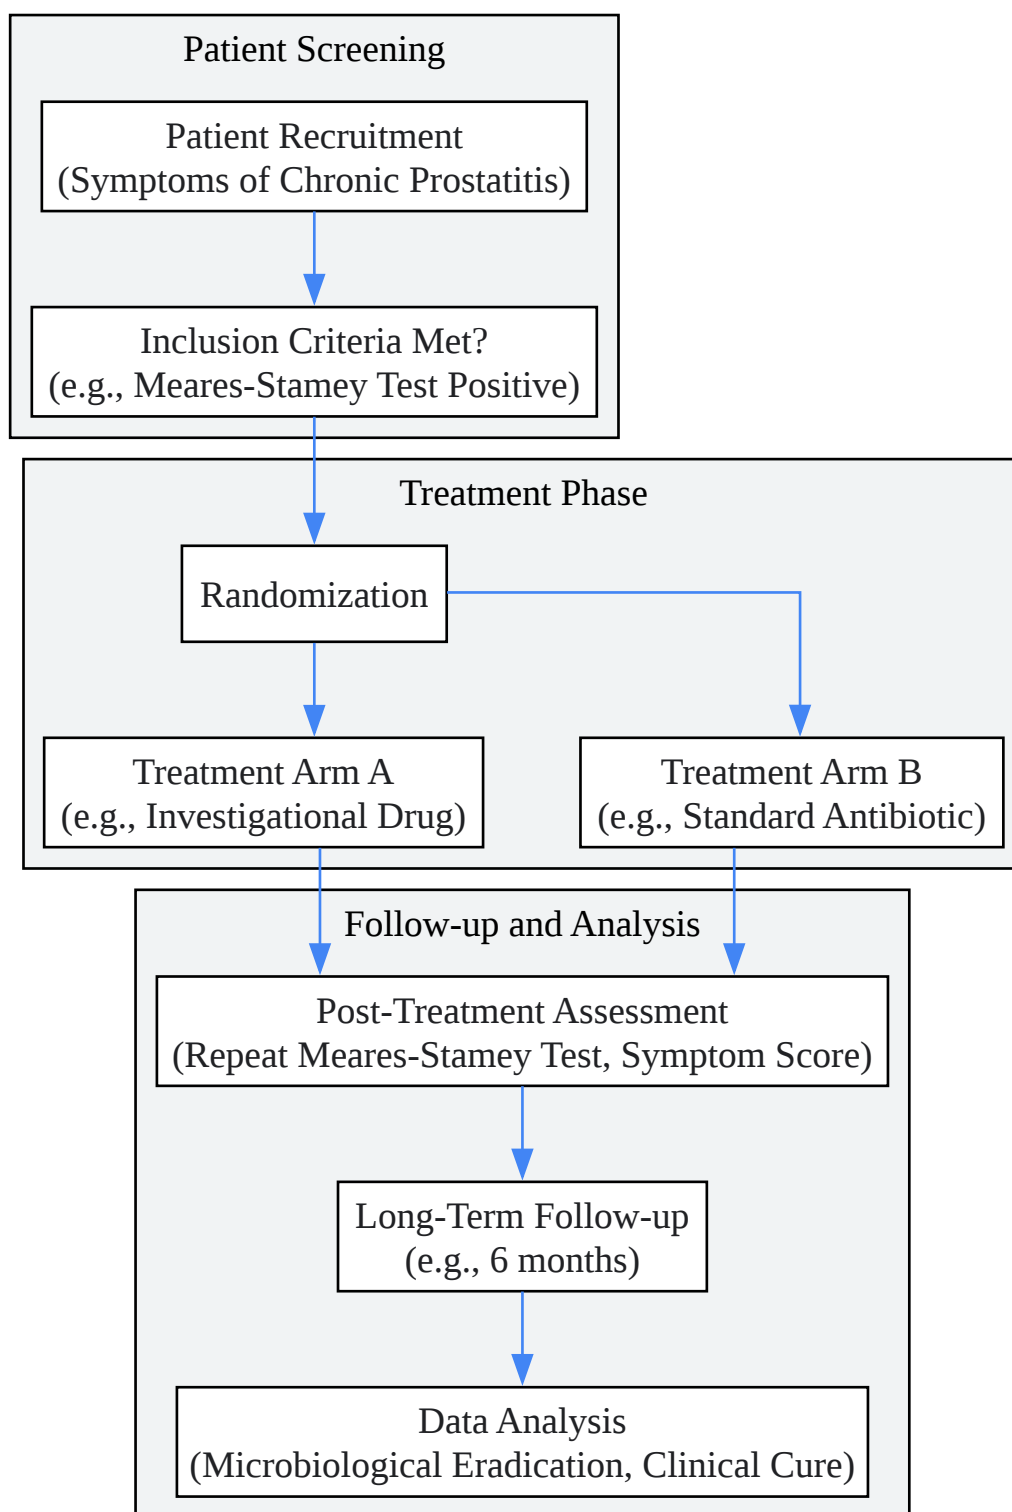 Patient Screening
Patient Recruitment
(Symptoms of Chronic Prostatitis)
Inclusion Criteria Met?
(e.g., Meares-Stamey Test Positive)
Treatment Phase
Randomization
Treatment Arm A
(e.g., Investigational Drug)
Treatment Arm B
(e.g., Standard Antibiotic)
Follow-up and Analysis
Post-Treatment Assessment
(Repeat Meares-Stamey Test, Symptom Score)
Long-Term Follow-up
(e.g., 6 months)
Data Analysis
(Microbiological Eradication, Clinical Cure)